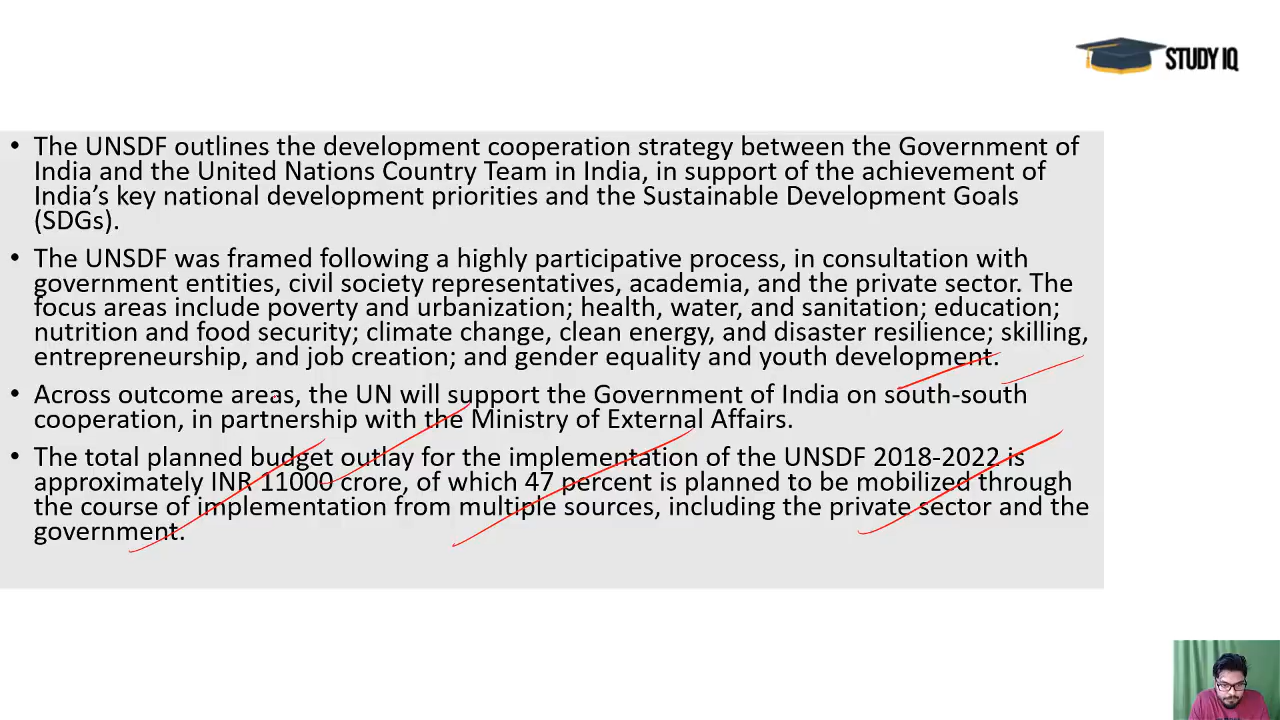 STUDY IQ
• The UNSDF outlines the development cooperation strategy between the Government of
India and the United Nations Country Team in India, in support of the achievement of
India’s key national development priorities and the Sustainable Development Goals
(SDGs).
• The UNSDF was framed following a highly participative process, in consultation with
government entities, civil society representatives, academia, and the private sector. The
focus areas include poverty and urbanization; health, water, and sanitation; education;
nutrition and food security; climate change, clean energy, and disaster resilience; skilling,
entrepreneurship, and job creation; and gender equality and youth development.
• Across outcome areas, the UN will support the Government of India on south-south
cooperation, in partnership with the Ministry of External Affairs.
• The total planned budget outlay for the implementation of the UNSDF 2018-2022 is
approximately INR 11000 crore, of which 47 percent is planned to be mobilized through
the course of implementation from multiple sources, including the private sector and the
government.